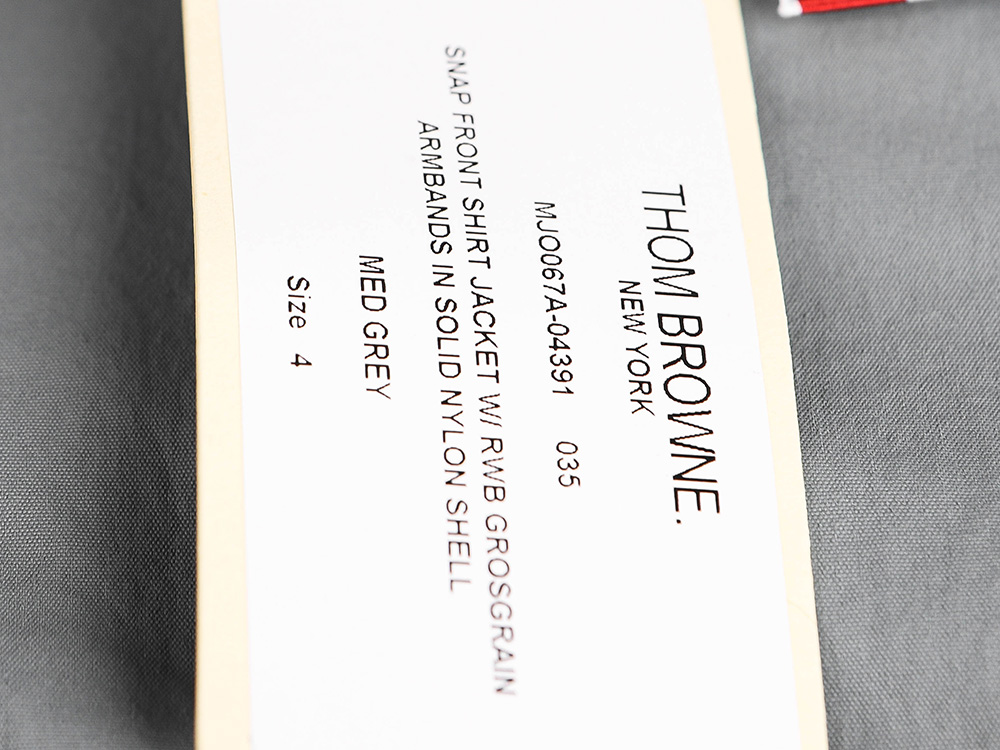 THOM BROWNE.
NEW YORK
MJO067A-04391 035
SNAP FRONT SHIRT JACKET W/ RWB GROSGRAIN
ARMBANDS IN SOLID NYLON SHELL
MED GREY
Size 4